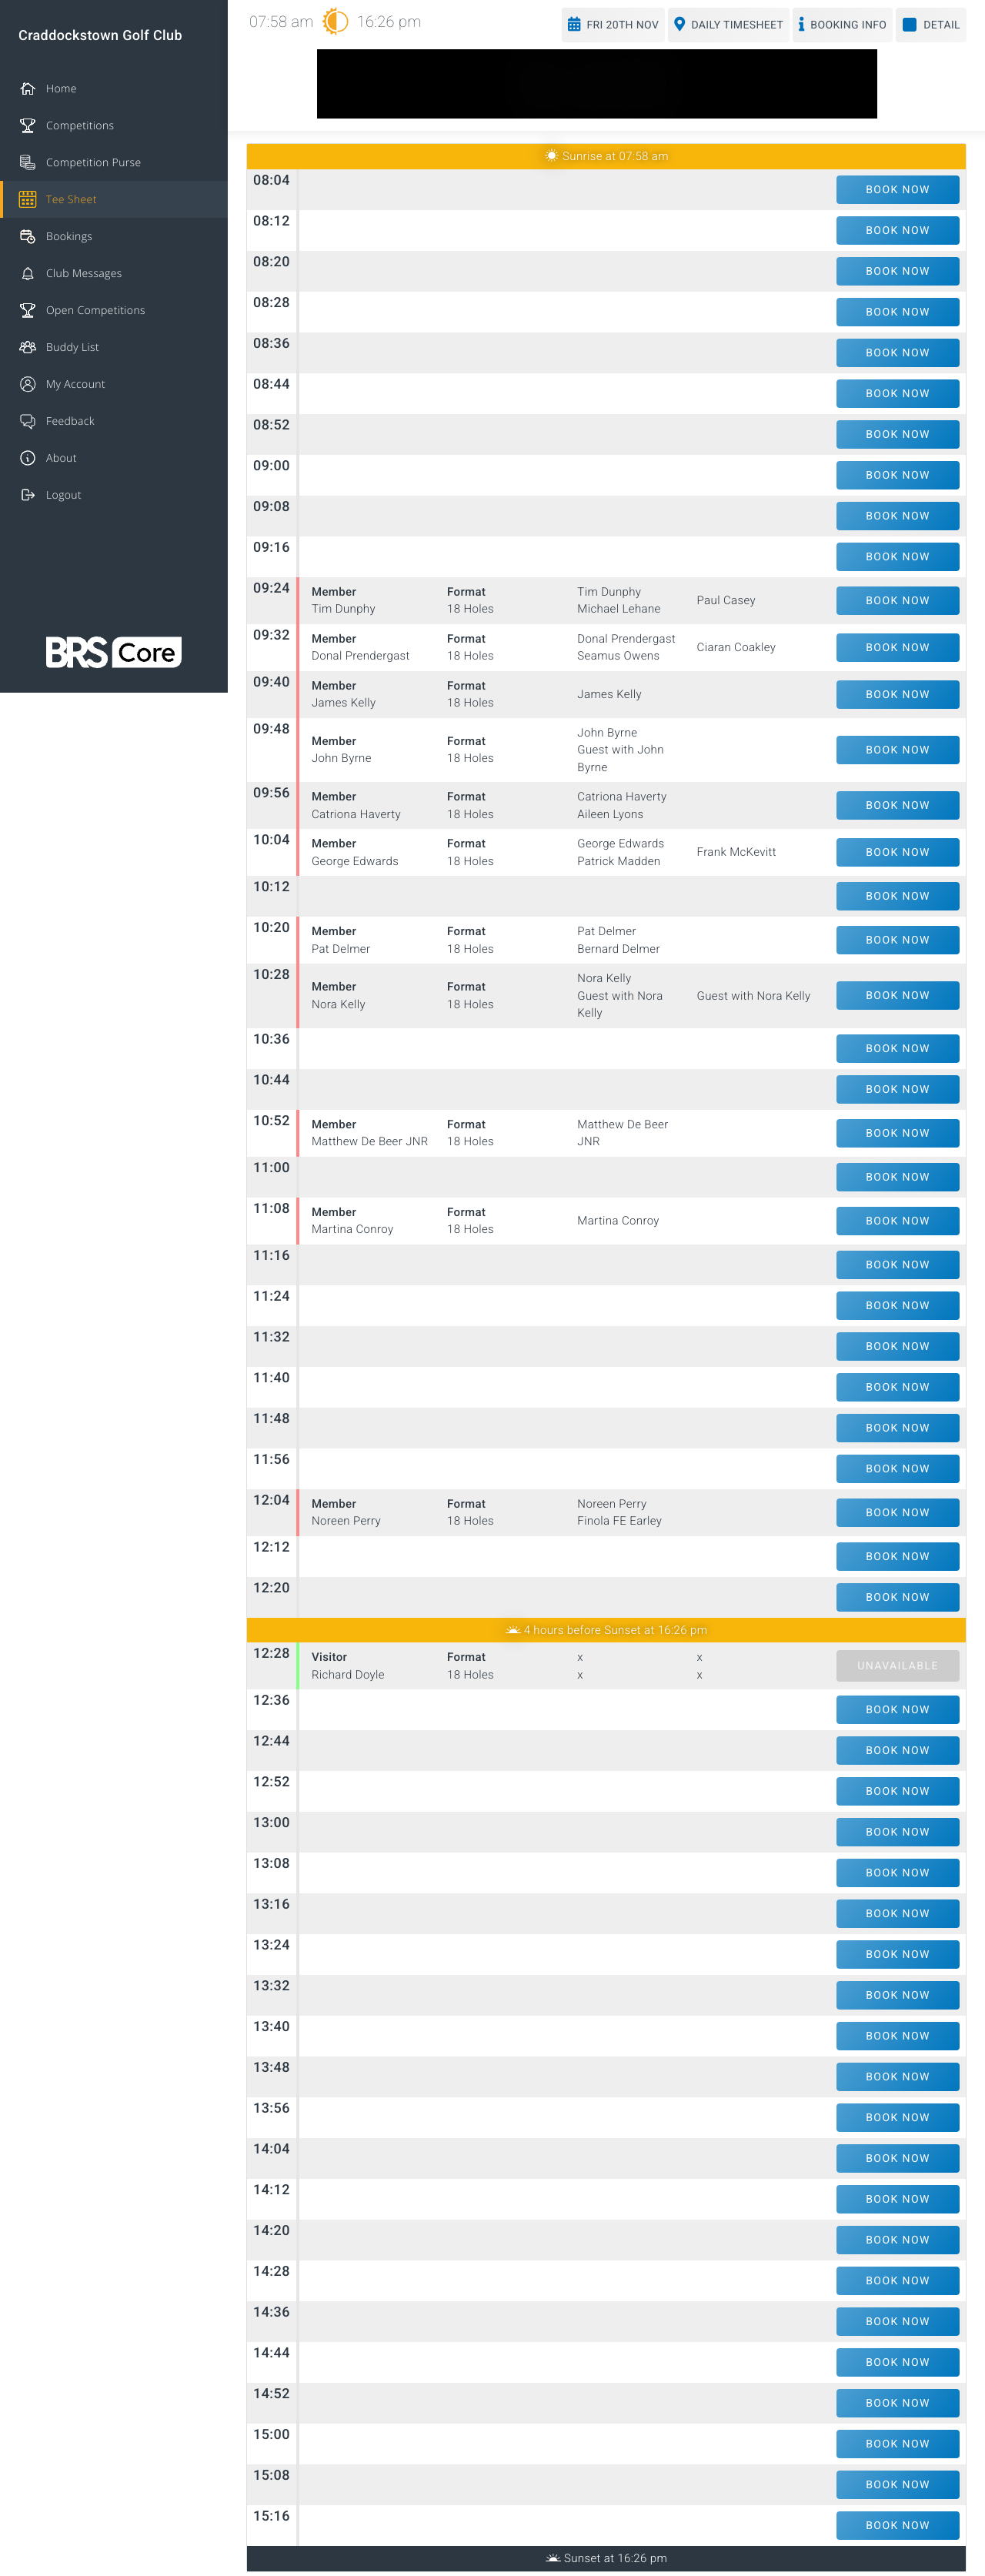 Craddockstown Golf Club
Home
Competitions
Competition Purse
Tee Sheet
Bookings
Club Messages
Open Competitions
Buddy List
My Account
Feedback
About
Logout
BRS Core
07:58 am 16:26 pm
FRI 20TH NOV DAILY TIMESHEET BOOKING INFO DETAIL
Sunrise at 07:58 am
08:04 BOOK NOW
08:12 BOOK NOW
08:20 BOOK NOW
08:28 BOOK NOW
08:36 BOOK NOW
08:44 BOOK NOW
08:52 BOOK NOW
09:00 BOOK NOW
09:08 BOOK NOW
09:16 BOOK NOW
09:24 Member Format Tim Dunphy Paul Casey BOOK NOW
Tim Dunphy 18 Holes Michael Lehane
09:32 Member Format Donal Prendergast Ciaran Coakley BOOK NOW
Donal Prendergast 18 Holes Seamus Owens
09:40 Member Format James Kelly BOOK NOW
James Kelly 18 Holes
09:48 Member Format John Byrne BOOK NOW
John Byrne 18 Holes Guest with John
Byrne
09:56 Member Format Catriona Haverty BOOK NOW
Catriona Haverty 18 Holes Aileen Lyons
10:04 Member Format George Edwards Frank McKevitt BOOK NOW
George Edwards 18 Holes Patrick Madden
10:12 BOOK NOW
10:20 Member Format Pat Delmer BOOK NOW
Pat Delmer 18 Holes Bernard Delmer
10:28 Member Format Nora Kelly Guest with Nora Kelly BOOK NOW
Nora Kelly 18 Holes Guest with Nora
Kelly
10:36 BOOK NOW
10:44 BOOK NOW
10:52 Member Format Matthew De Beer BOOK NOW
Matthew De Beer JNR 18 Holes JNR
11:00 BOOK NOW
11:08 Member Format Martina Conroy BOOK NOW
Martina Conroy 18 Holes
11:16 BOOK NOW
11:24 BOOK NOW
11:32 BOOK NOW
11:40 BOOK NOW
11:48 BOOK NOW
11:56 BOOK NOW
12:04 Member Format Noreen Perry BOOK NOW
Noreen Perry 18 Holes Finola FE Earley
12:12 BOOK NOW
12:20 BOOK NOW
4 hours before Sunset at 16:26 pm
12:28 Visitor Format x x UNAVAILABLE
Richard Doyle 18 Holes x x
12:36 BOOK NOW
12:44 BOOK NOW
12:52 BOOK NOW
13:00 BOOK NOW
13:08 BOOK NOW
13:16 BOOK NOW
13:24 BOOK NOW
13:32 BOOK NOW
13:40 BOOK NOW
13:48 BOOK NOW
13:56 BOOK NOW
14:04 BOOK NOW
14:12 BOOK NOW
14:20 BOOK NOW
14:28 BOOK NOW
14:36 BOOK NOW
14:44 BOOK NOW
14:52 BOOK NOW
15:00 BOOK NOW
15:08 BOOK NOW
15:16 BOOK NOW
Sunset at 16:26 pm